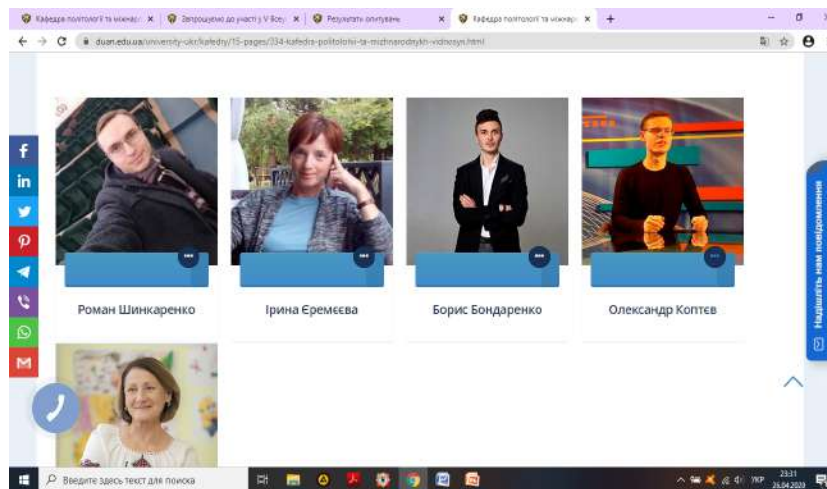 Кафедра політології та міжнар
Запрошуємо до участі у V Всеу
Результати опитувань
Кафедра політології та міжнар
duan.edu.ua/university-ukr/kafedry/15-pages/334-kafedra-politolohii-ta-mizhnarodnykh-vidnosyn.html
Надішліть нам повідомлення
Роман Шинкаренко
Ірина Єремеєва
Борис Бондаренко
Олександр Коптєв
Введите здесь текст для поиска
УКР
23:31
26.04.2020